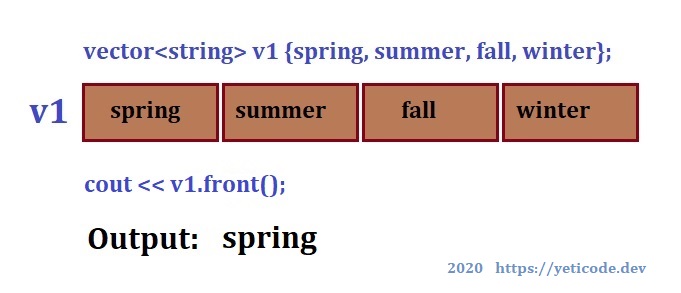 vector<string> v1 {spring, summer, fall, winter};
v1 spring summer fall winter
cout << v1.front();
Output: spring
2020 https://yeticode.dev